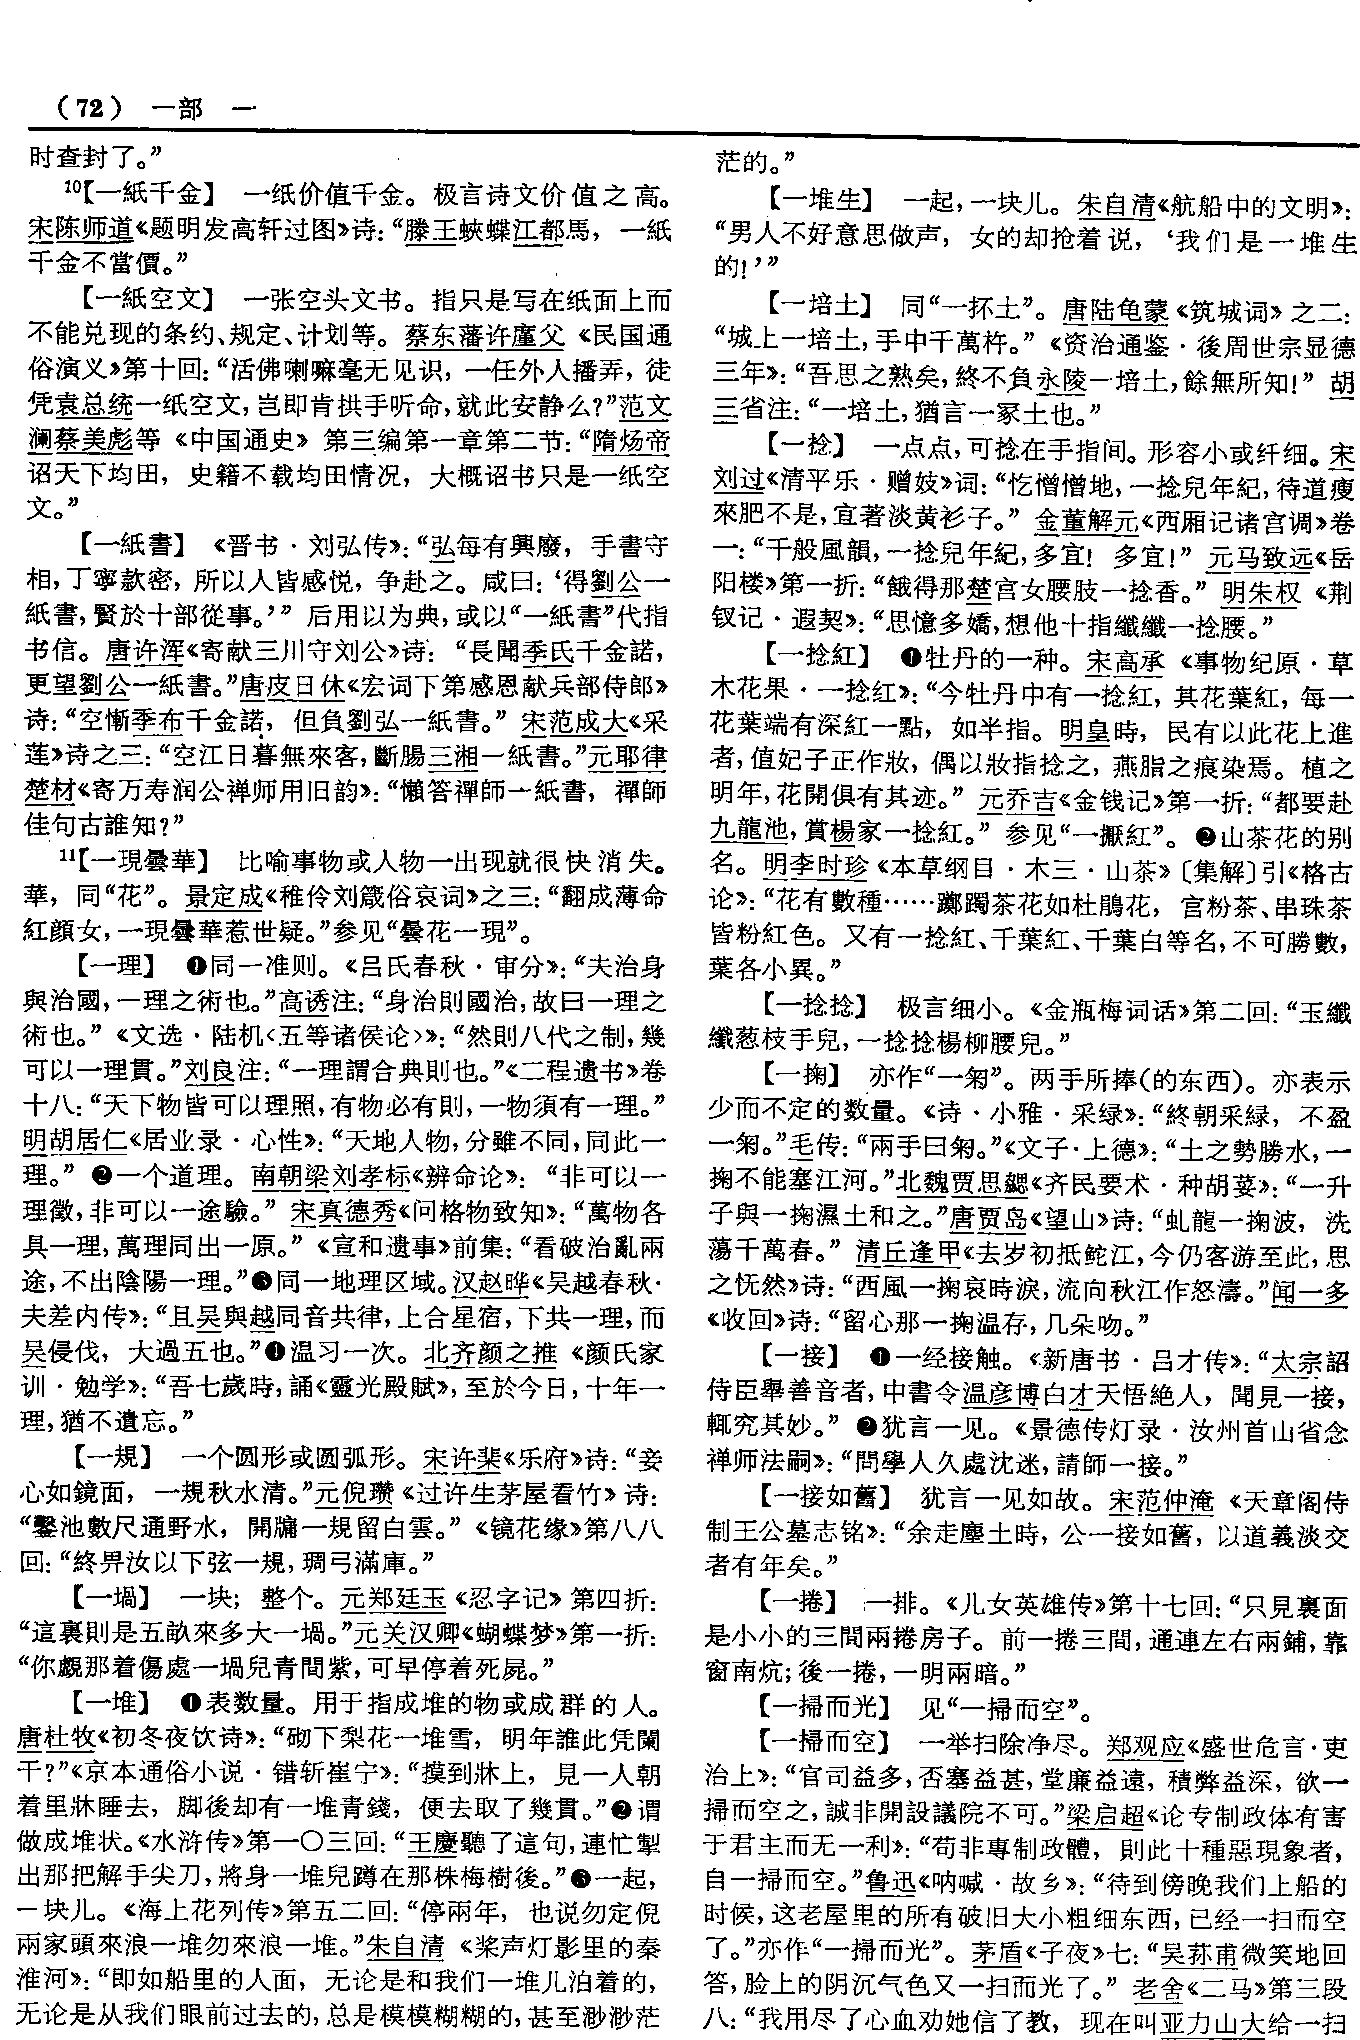 （72） 一部 一
时查封了。”
¹⁰【一紙千金】 一纸价值千金。极言诗文价值之高。
宋陈师道《题明发高轩过图》诗：“滕王蛺蝶江都馬，一紙
千金不當價。”
【一紙空文】 一张空头文书。指只是写在纸面上而
不能兑现的条约、规定、计划等。蔡东藩许廑父《民国通
俗演义》第十回：“活佛喇嘛毫无见识，一任外人播弄，徒
凭袁总统一纸空文，岂即肯拱手听命，就此安静么？”范文
澜蔡美彪等《中国通史》第三编第一章第二节：“隋炀帝
诏天下均田，史籍不载均田情况，大概诏书只是一纸空
文。”
【一紙書】 《晋书·刘弘传》：“弘每有興廢，手書守
相，丁寧款密，所以人皆感悦，争赴之。咸曰：‘得劉公一
紙書，賢於十部從事。’” 后用以为典，或以“一紙書”代指
书信。唐许浑《寄献三川守刘公》诗：“長聞季氏千金諾，
更望劉公一紙書。”唐皮日休《宏词下第感恩献兵部侍郎》
诗：“空慚季布千金諾，但負劉弘一紙書。”宋范成大《采
莲》诗之三：“空江日暮無來客，斷腸三湘一紙書。”元耶律
楚材《寄万寿润公禅师用旧韵》：“懶答禪師一紙書，禪師
佳句古誰知？”
¹¹【一現曇華】 比喻事物或人物一出现就很快消失。
華，同“花”。景定成《稚伶刘箴俗哀词》之三：“翻成薄命
紅顔女，一現曇華惹世疑。”参见“曇花一現”。
【一理】 ❶同一准则。《吕氏春秋·审分》：“夫治身
與治國，一理之術也。”高诱注：“身治則國治，故曰一理之
術也。”《文选·陆机〈五等诸侯论〉》：“然則八代之制，幾
可以一理貫。”刘良注：“一理謂合典則也。”《二程遗书》卷
十八：“天下物皆可以理照，有物必有則，一物須有一理。”
明胡居仁《居业录·心性》：“天地人物，分雖不同，同此一
理。” ❷一个道理。南朝梁刘孝标《辨命论》：“非可以一
理徵，非可以一途驗。”宋真德秀《问格物致知》：“萬物各
具一理，萬理同出一原。”《宣和遗事》前集：“看破治亂兩
途，不出陰陽一理。”❸同一地理区域。汉赵晔《吴越春秋·
夫差内传》：“且吴與越同音共律，上合星宿，下共一理，而
吴侵伐，大過五也。”❹温习一次。北齐颜之推《颜氏家
训·勉学》：“吾七歲時，誦《靈光殿賦》，至於今日，十年一
理，猶不遺忘。”
【一規】 一个圆形或圆弧形。宋许棐《乐府》诗：“妾
心如鏡面，一規秋水清。”元倪瓒《过许生茅屋看竹》诗：
“鑿池數尺通野水，開牖一規留白雲。”《镜花缘》第八八
回：“終畀汝以下弦一規，琱弓滿庫。”
【一堝】 一块；整个。元郑廷玉《忍字记》第四折：
“這裏則是五畝來多大一堝。”元关汉卿《蝴蝶梦》第一折：
“你覷那着傷處一堝兒青間紫，可早停着死屍。”
【一堆】 ❶表数量。用于指成堆的物或成群的人。
唐杜牧《初冬夜饮诗》：“砌下梨花一堆雪，明年誰此凭闌
干？”《京本通俗小说·错斩崔宁》：“摸到牀上，見一人朝
着里牀睡去，脚後却有一堆青錢，便去取了幾貫。”❷谓
做成堆状。《水浒传》第一〇三回：“王慶聽了這句，連忙掣
出那把解手尖刀，將身一堆兒蹲在那株梅樹後。”❸一起，
一块儿。《海上花列传》第五二回：“停兩年，也说勿定倪
兩家頭來浪一堆勿來浪一堆。”朱自清《桨声灯影里的秦
淮河》：“即如船里的人面，无论是和我们一堆儿泊着的，
无论是从我们眼前过去的，总是模模糊糊的，甚至渺渺茫
茫的。”
【一堆生】 一起，一块儿。朱自清《航船中的文明》：
“男人不好意思做声，女的却抢着说，‘我们是一堆生
的！’”
【一培土】 同“一抔土”。唐陆龟蒙《筑城词》之二：
“城上一培土，手中千萬杵。”《资治通鉴·後周世宗显德
三年》：“吾思之熟矣，終不負永陵一培土，餘無所知！”胡
三省注：“一培土，猶言一冢土也。”
【一捻】 一点点，可捻在手指间。形容小或纤细。宋
刘过《清平乐·赠妓》词：“忔憎憎地，一捻兒年紀，待道瘦
來肥不是，宜著淡黄衫子。”金董解元《西厢记诸宫调》卷
一：“千般風韻，一捻兒年紀，多宜！多宜！”元马致远《岳
阳楼》第一折：“餓得那楚宫女腰肢一捻香。”明朱权《荆
钗记·遐契》：“思憶多嬌，想他十指纖纖一捻腰。”
【一捻紅】 ❶牡丹的一种。宋高承《事物纪原·草
木花果·一捻红》：“今牡丹中有一捻紅，其花葉紅，每一
花葉端有深紅一點，如半指。明皇時，民有以此花上進
者，值妃子正作妝，偶以妝指捻之，燕脂之痕染焉。植之
明年，花開俱有其迹。”元乔吉《金钱记》第一折：“都要赴
九龍池，賞楊家一捻紅。”参见“一擫紅”。❷山茶花的别
名。明李时珍《本草纲目·木三·山茶》〔集解〕引《格古
论》：“花有數種……躑躅茶花如杜鵑花，宫粉茶、串珠茶
皆粉紅色。又有一捻紅、千葉紅、千葉白等名，不可勝數，
葉各小異。”
【一捻捻】 极言细小。《金瓶梅词话》第二回：“玉纖
纖葱枝手兒，一捻捻楊柳腰兒。”
【一掬】 亦作“一匊”。两手所捧（的东西）。亦表示
少而不定的数量。《诗·小雅·采绿》：“終朝采緑，不盈
一匊。”毛传：“兩手曰匊。”《文子·上德》：“土之勢勝水，一
掬不能塞江河。”北魏贾思勰《齐民要术·种胡荽》：“一升
子與一掬濕土和之。”唐贾岛《望山》诗：“虬龍一掬波，洗
蕩千萬春。”清丘逢甲《去岁初抵鮀江，今仍客游至此，思
之怃然》诗：“西風一掬哀時淚，流向秋江作怒濤。”闻一多
《收回》诗：“留心那一掬温存，几朵吻。”
【一接】 ❶一经接触。《新唐书·吕才传》：“太宗詔
侍臣舉善音者，中書令温彦博白才天悟絶人，聞見一接，
輒究其妙。” ❷犹言一见。《景德传灯录·汝州首山省念
禅师法嗣》：“問學人久處沈迷，請師一接。”
【一接如舊】 犹言一见如故。宋范仲淹《天章阁侍
制王公墓志铭》：“余走塵土時，公一接如舊，以道義淡交
者有年矣。”
【一捲】 一排。《儿女英雄传》第十七回：“只見裏面
是小小的三間兩捲房子。前一捲三間，通連左右兩鋪，靠
窗南炕；後一捲，一明兩暗。”
【一掃而光】 见“一掃而空”。
【一掃而空】 一举扫除净尽。郑观应《盛世危言·吏
治上》：“官司益多，否塞益甚，堂廉益遠，積弊益深，欲一
掃而空之，誠非開設議院不可。”梁启超《论专制政体有害
于君主而无一利》：“苟非專制政體，則此十種惡現象者，
自一掃而空。”鲁迅《呐喊·故乡》：“待到傍晚我们上船的
时候，这老屋里的所有破旧大小粗细东西，已经一扫而空
了。”亦作“一掃而光”。茅盾《子夜》七：“吴荪甫微笑地回
答，脸上的阴沉气色又一扫而光了。”老舍《二马》第三段
八：“我用尽了心血劝她信了教，现在叫亚力山大给一扫